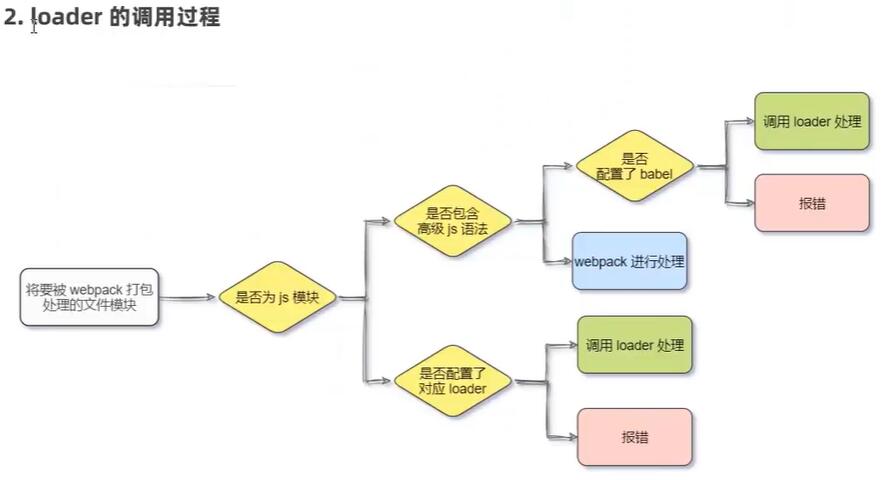 2. loader 的调用过程
将要被 webpack 打包
处理的文件模块
是否为 js 模块
是否包含
高级 js 语法
是否配置了
对应 loader
是否
配置了 babel
webpack 进行处理
调用 loader 处理
报错
调用 loader 处理
报错